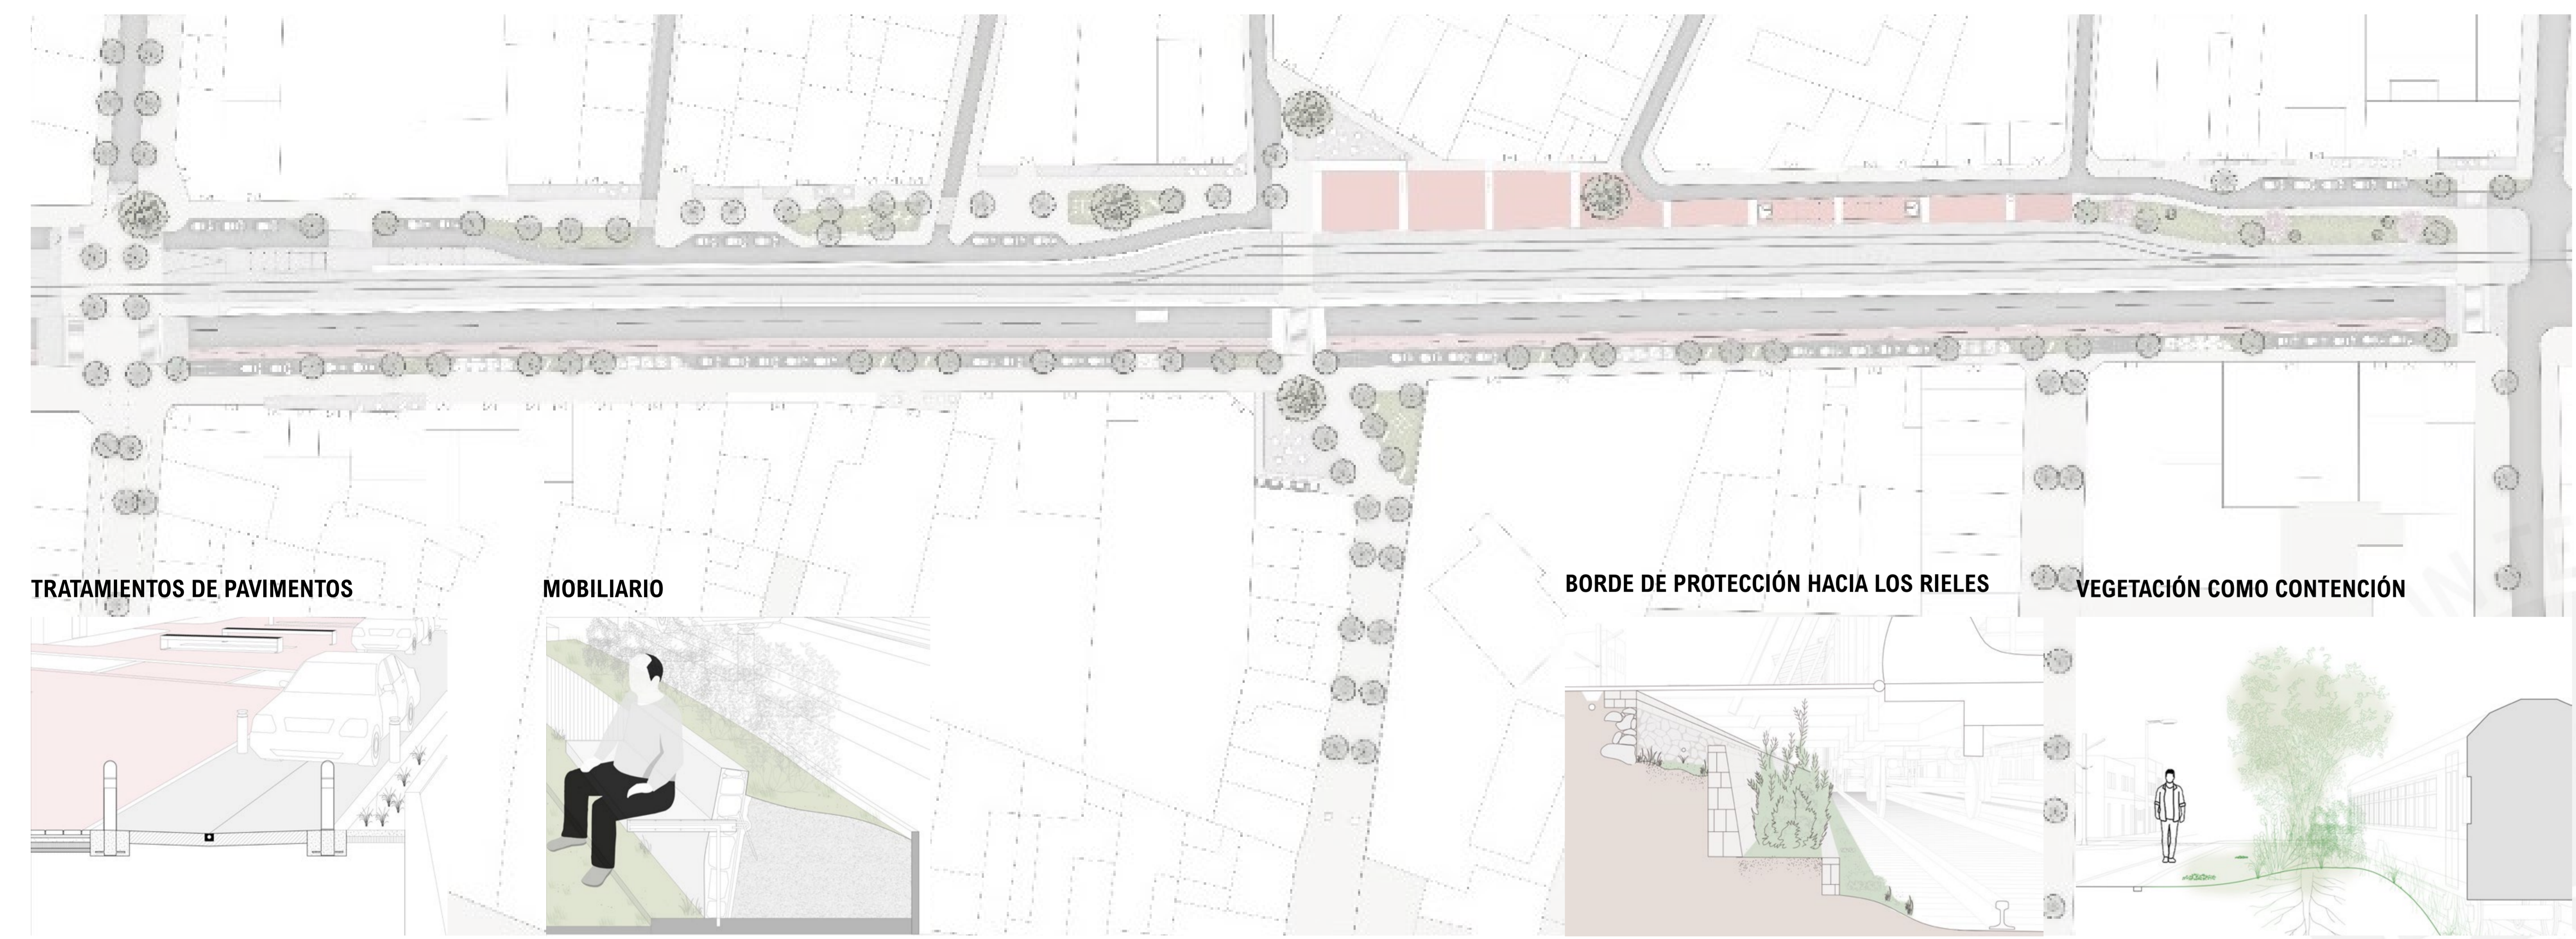 TRATAMIENTOS DE PAVIMENTOS
MOBILIARIO
BORDE DE PROTECCIÓN HACIA LOS RIELES
VEGETACIÓN COMO CONTENCIÓN